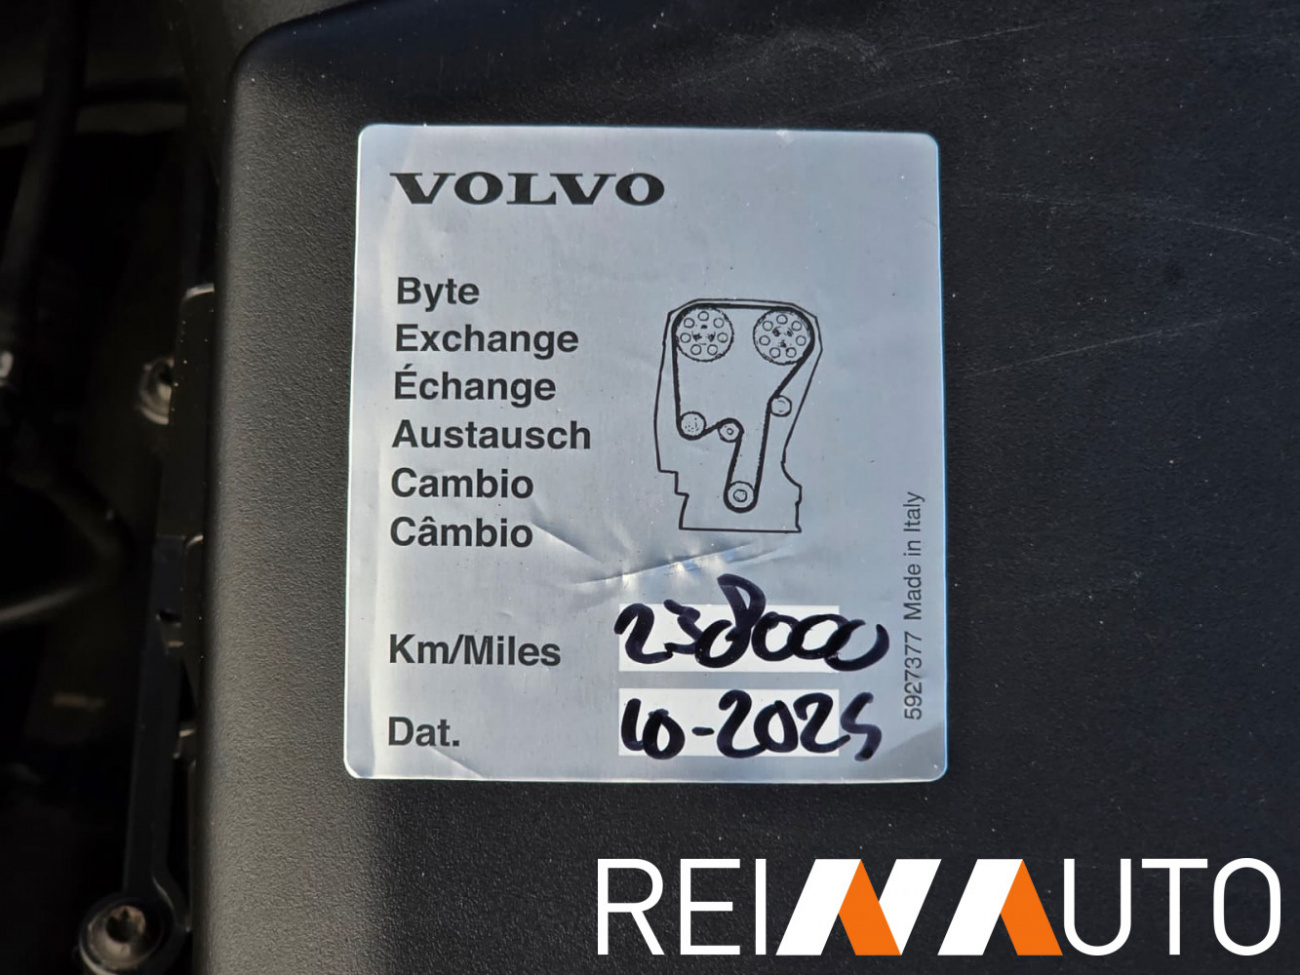 VOLVO
Byte
Exchange
Échange
Austausch
Cambio
Câmbio
Km/Miles 238000
Dat. 10-2025
5927377 Made in Italy
REINAUTO